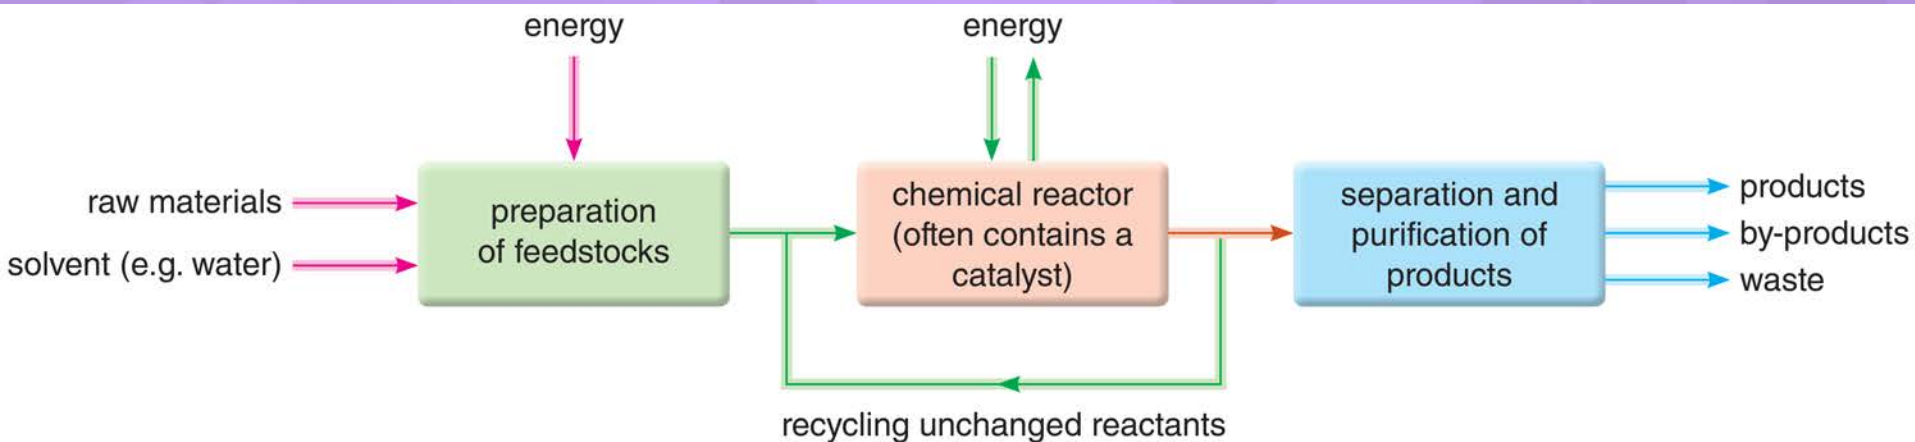 energy
energy
raw materials
solvent (e.g. water)
preparation
of feedstocks
chemical reactor
(often contains a
catalyst)
separation and
purification of
products
products
by-products
waste
recycling unchanged reactants